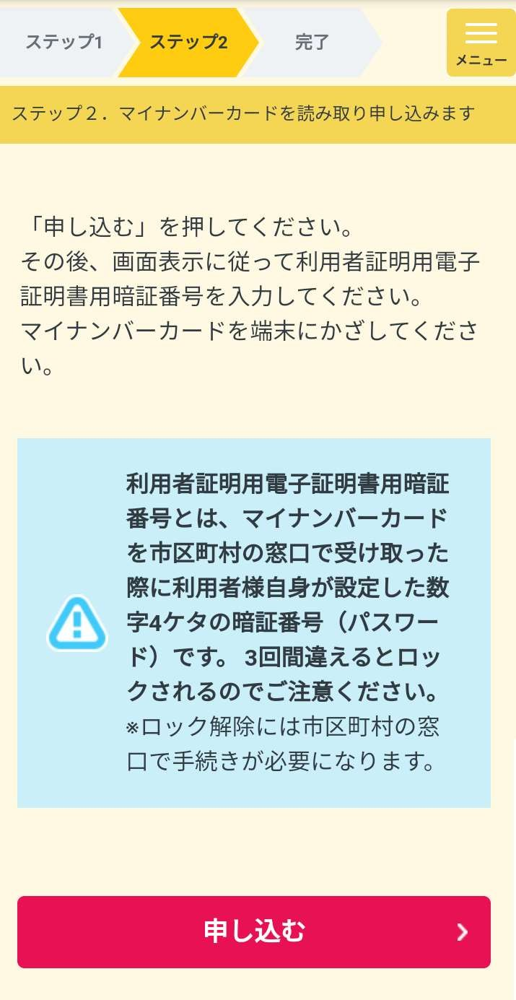 ステップ1
ステップ2
完了
メニュー
ステップ２．マイナンバーカードを読み取り申し込みます
「申し込む」を押してください。
その後、画面表示に従って利用者証明用電子
証明書用暗証番号を入力してください。
マイナンバーカードを端末にかざしてくださ
い。
利用者証明用電子証明書用暗証
番号とは、マイナンバーカード
を市区町村の窓口で受け取った
際に利用者様自身が設定した数
字4ケタの暗証番号（パスワー
ド）です。 3回間違えるとロッ
クされるのでご注意ください。
※ロック解除には市区町村の窓
口で手続きが必要になります。
申し込む